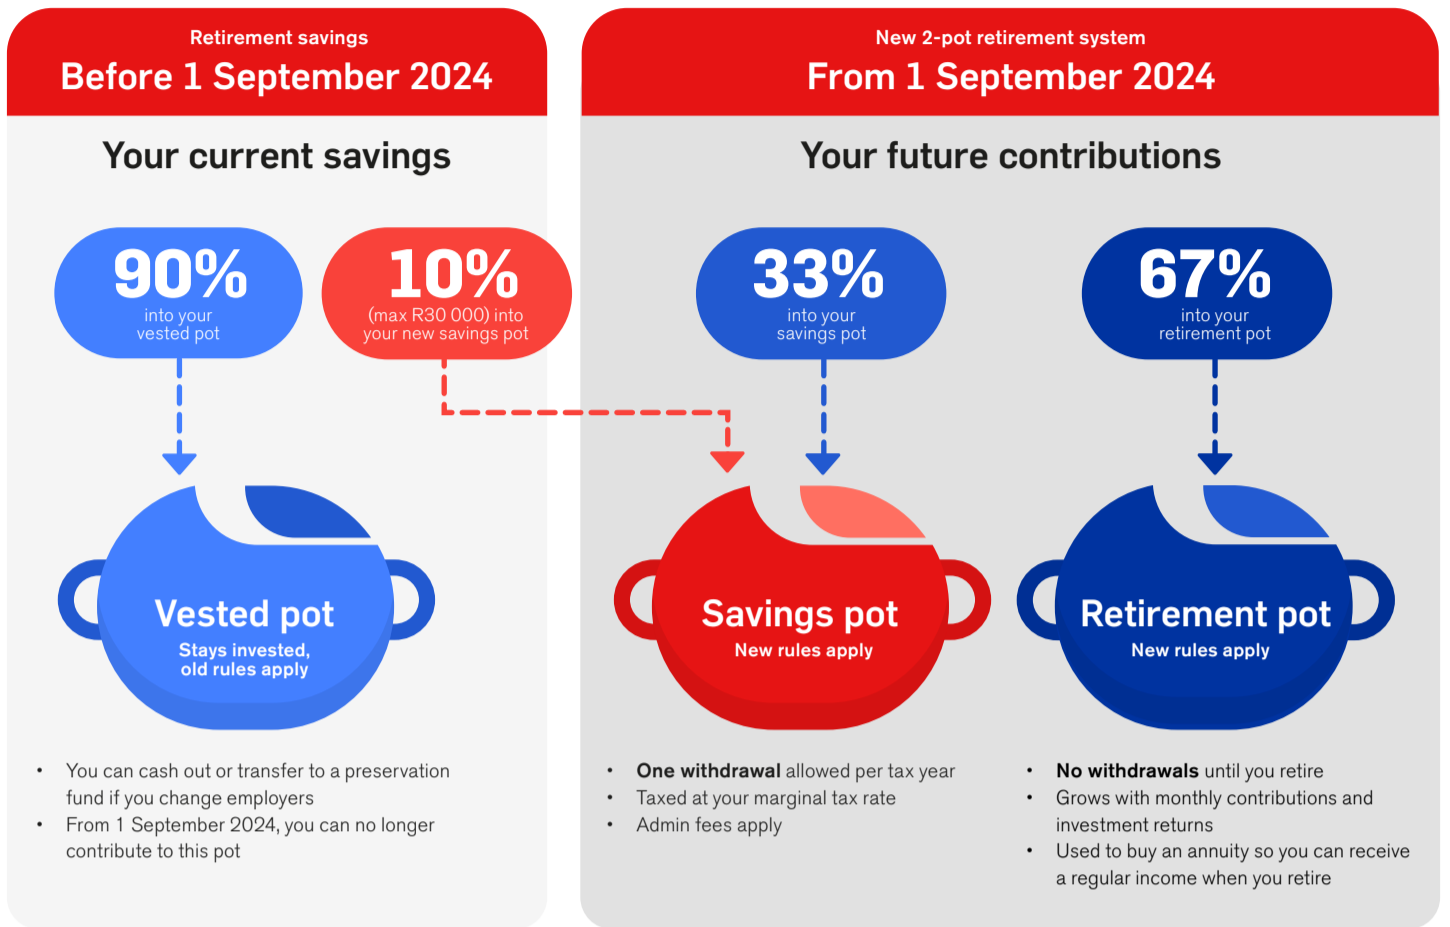 Retirement savings
Before 1 September 2024
Your current savings
90%
into your
vested pot
10%
(max R30 000) into
your new savings pot
Vested pot
Stays invested,
old rules apply
• You can cash out or transfer to a preservation
fund if you change employers
• From 1 September 2024, you can no longer
contribute to this pot
New 2-pot retirement system
From 1 September 2024
Your future contributions
33%
into your
savings pot
67%
into your
retirement pot
Savings pot
New rules apply
• One withdrawal allowed per tax year
• Taxed at your marginal tax rate
• Admin fees apply
Retirement pot
New rules apply
• No withdrawals until you retire
• Grows with monthly contributions and
investment returns
• Used to buy an annuity so you can receive
a regular income when you retire